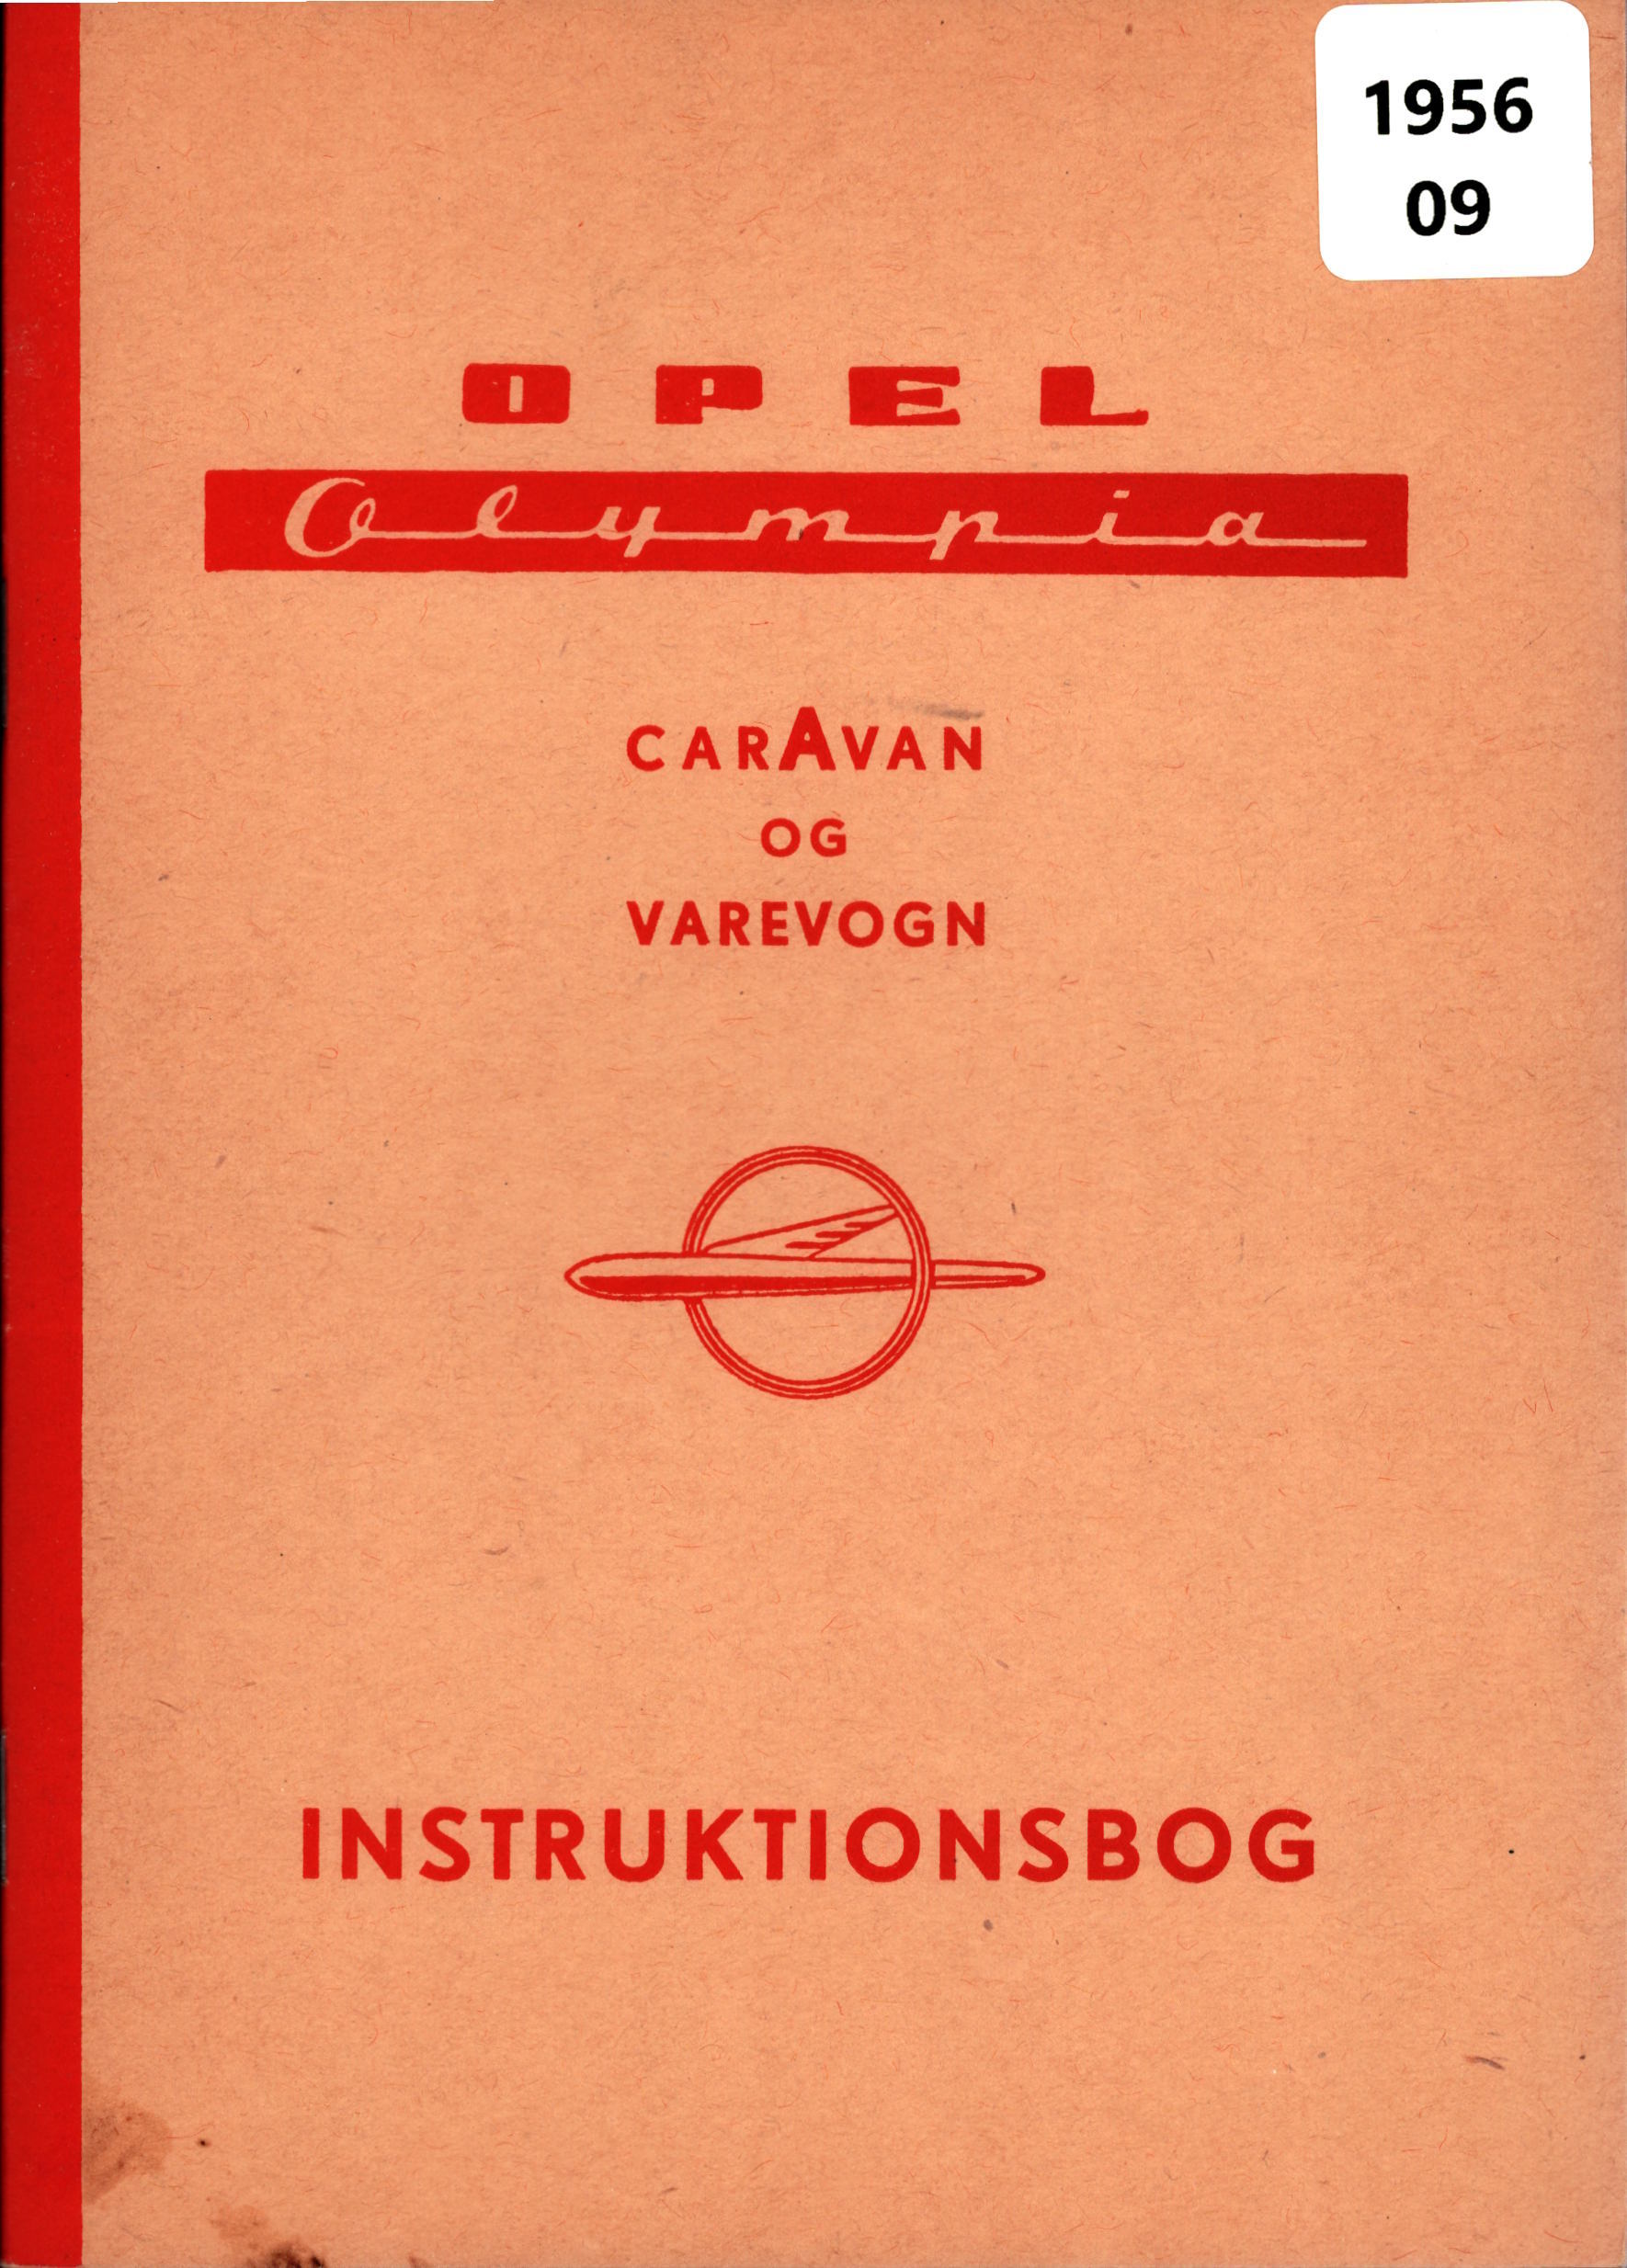 1956
09
OPEL
Olympia
CARAVAN
OG
VAREVOGN
INSTRUKTIONSBOG